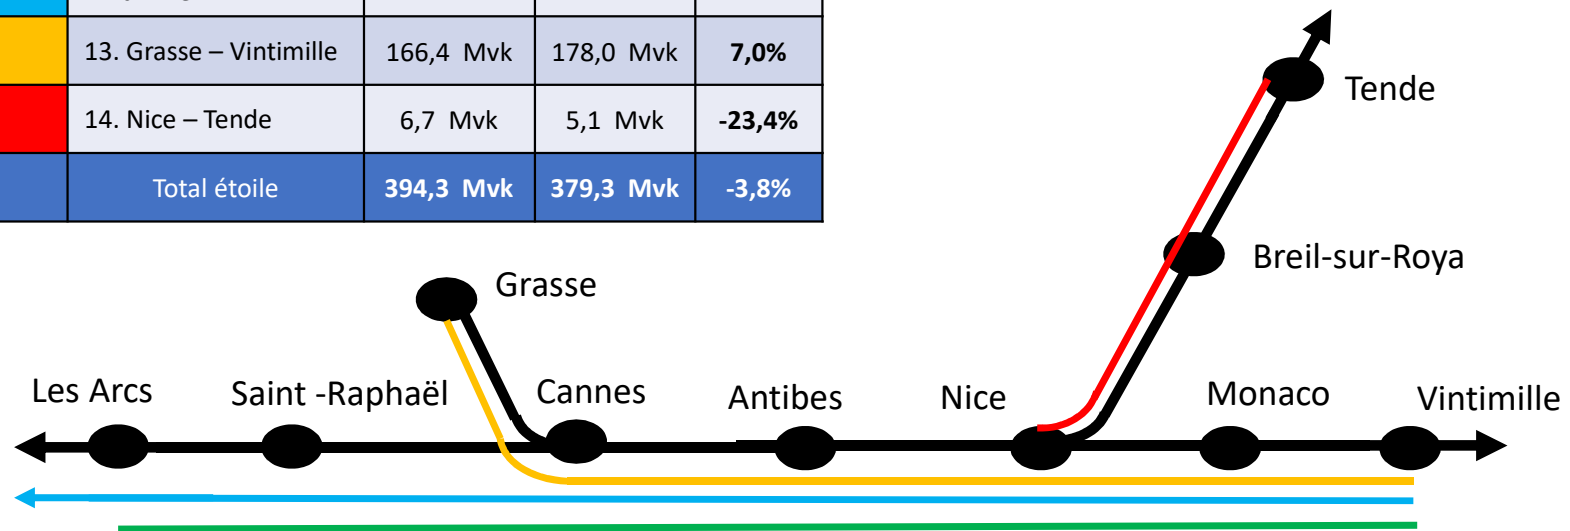 13. Grasse – Vintimille 166,4 Mvk 178,0 Mvk 7,0%
14. Nice – Tende 6,7 Mvk 5,1 Mvk -23,4%
Total étoile 394,3 Mvk 379,3 Mvk -3,8%
Tende
Breil-sur-Roya
Grasse
Les Arcs Saint -Raphaël Cannes Antibes Nice Monaco Vintimille